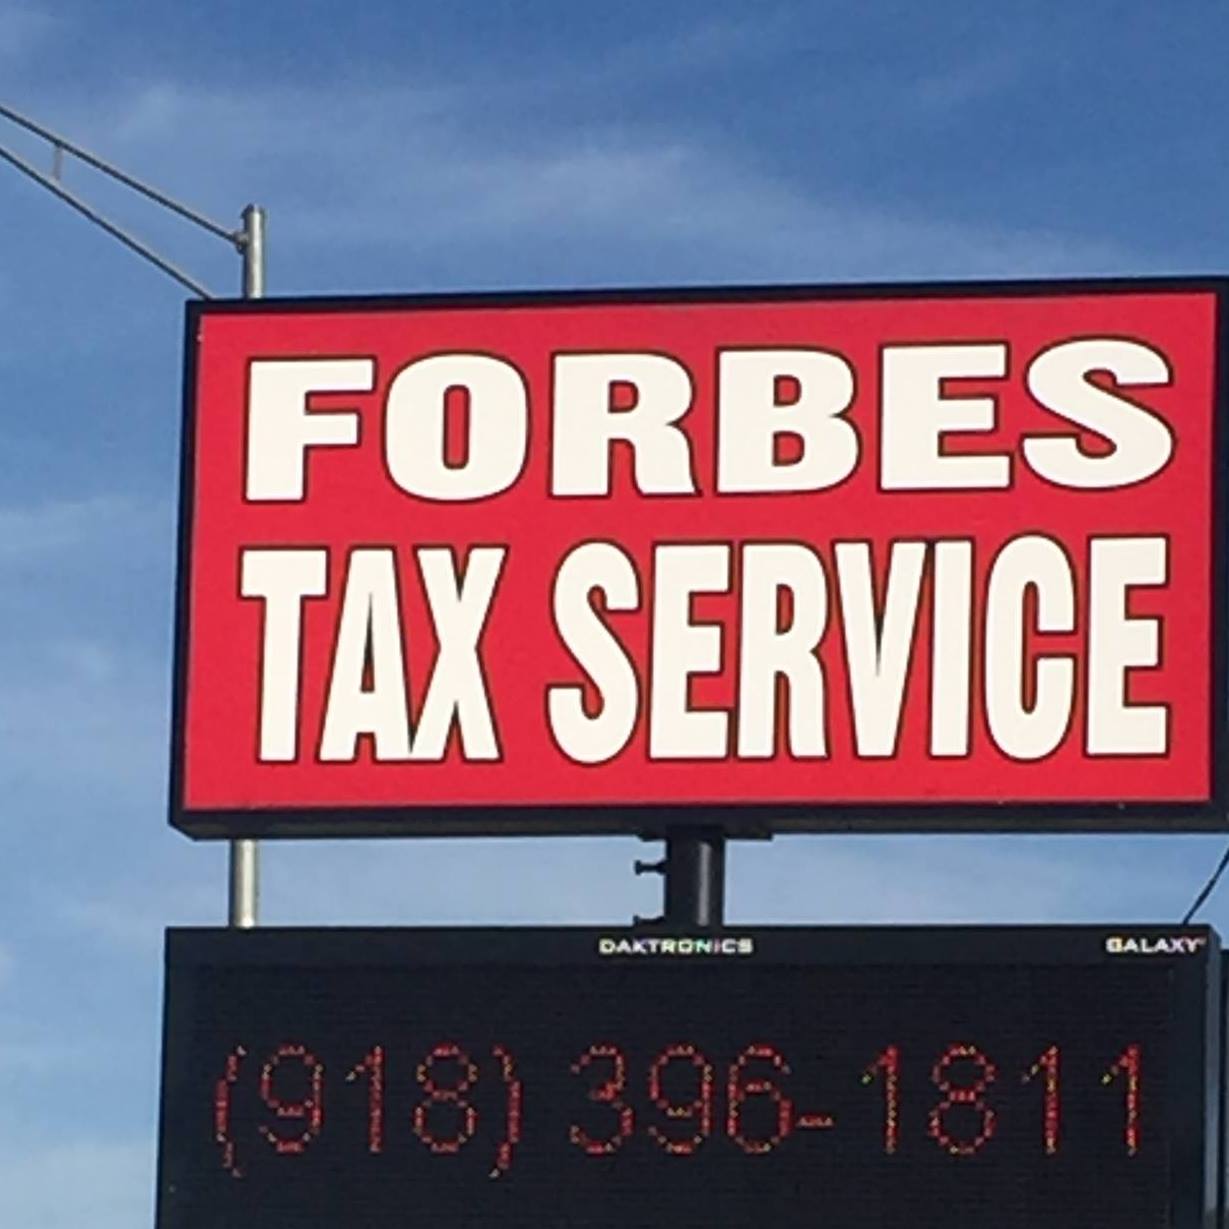 FORBES
TAX SERVICE
DAKTRONICS GALAXY
(918) 396-1811